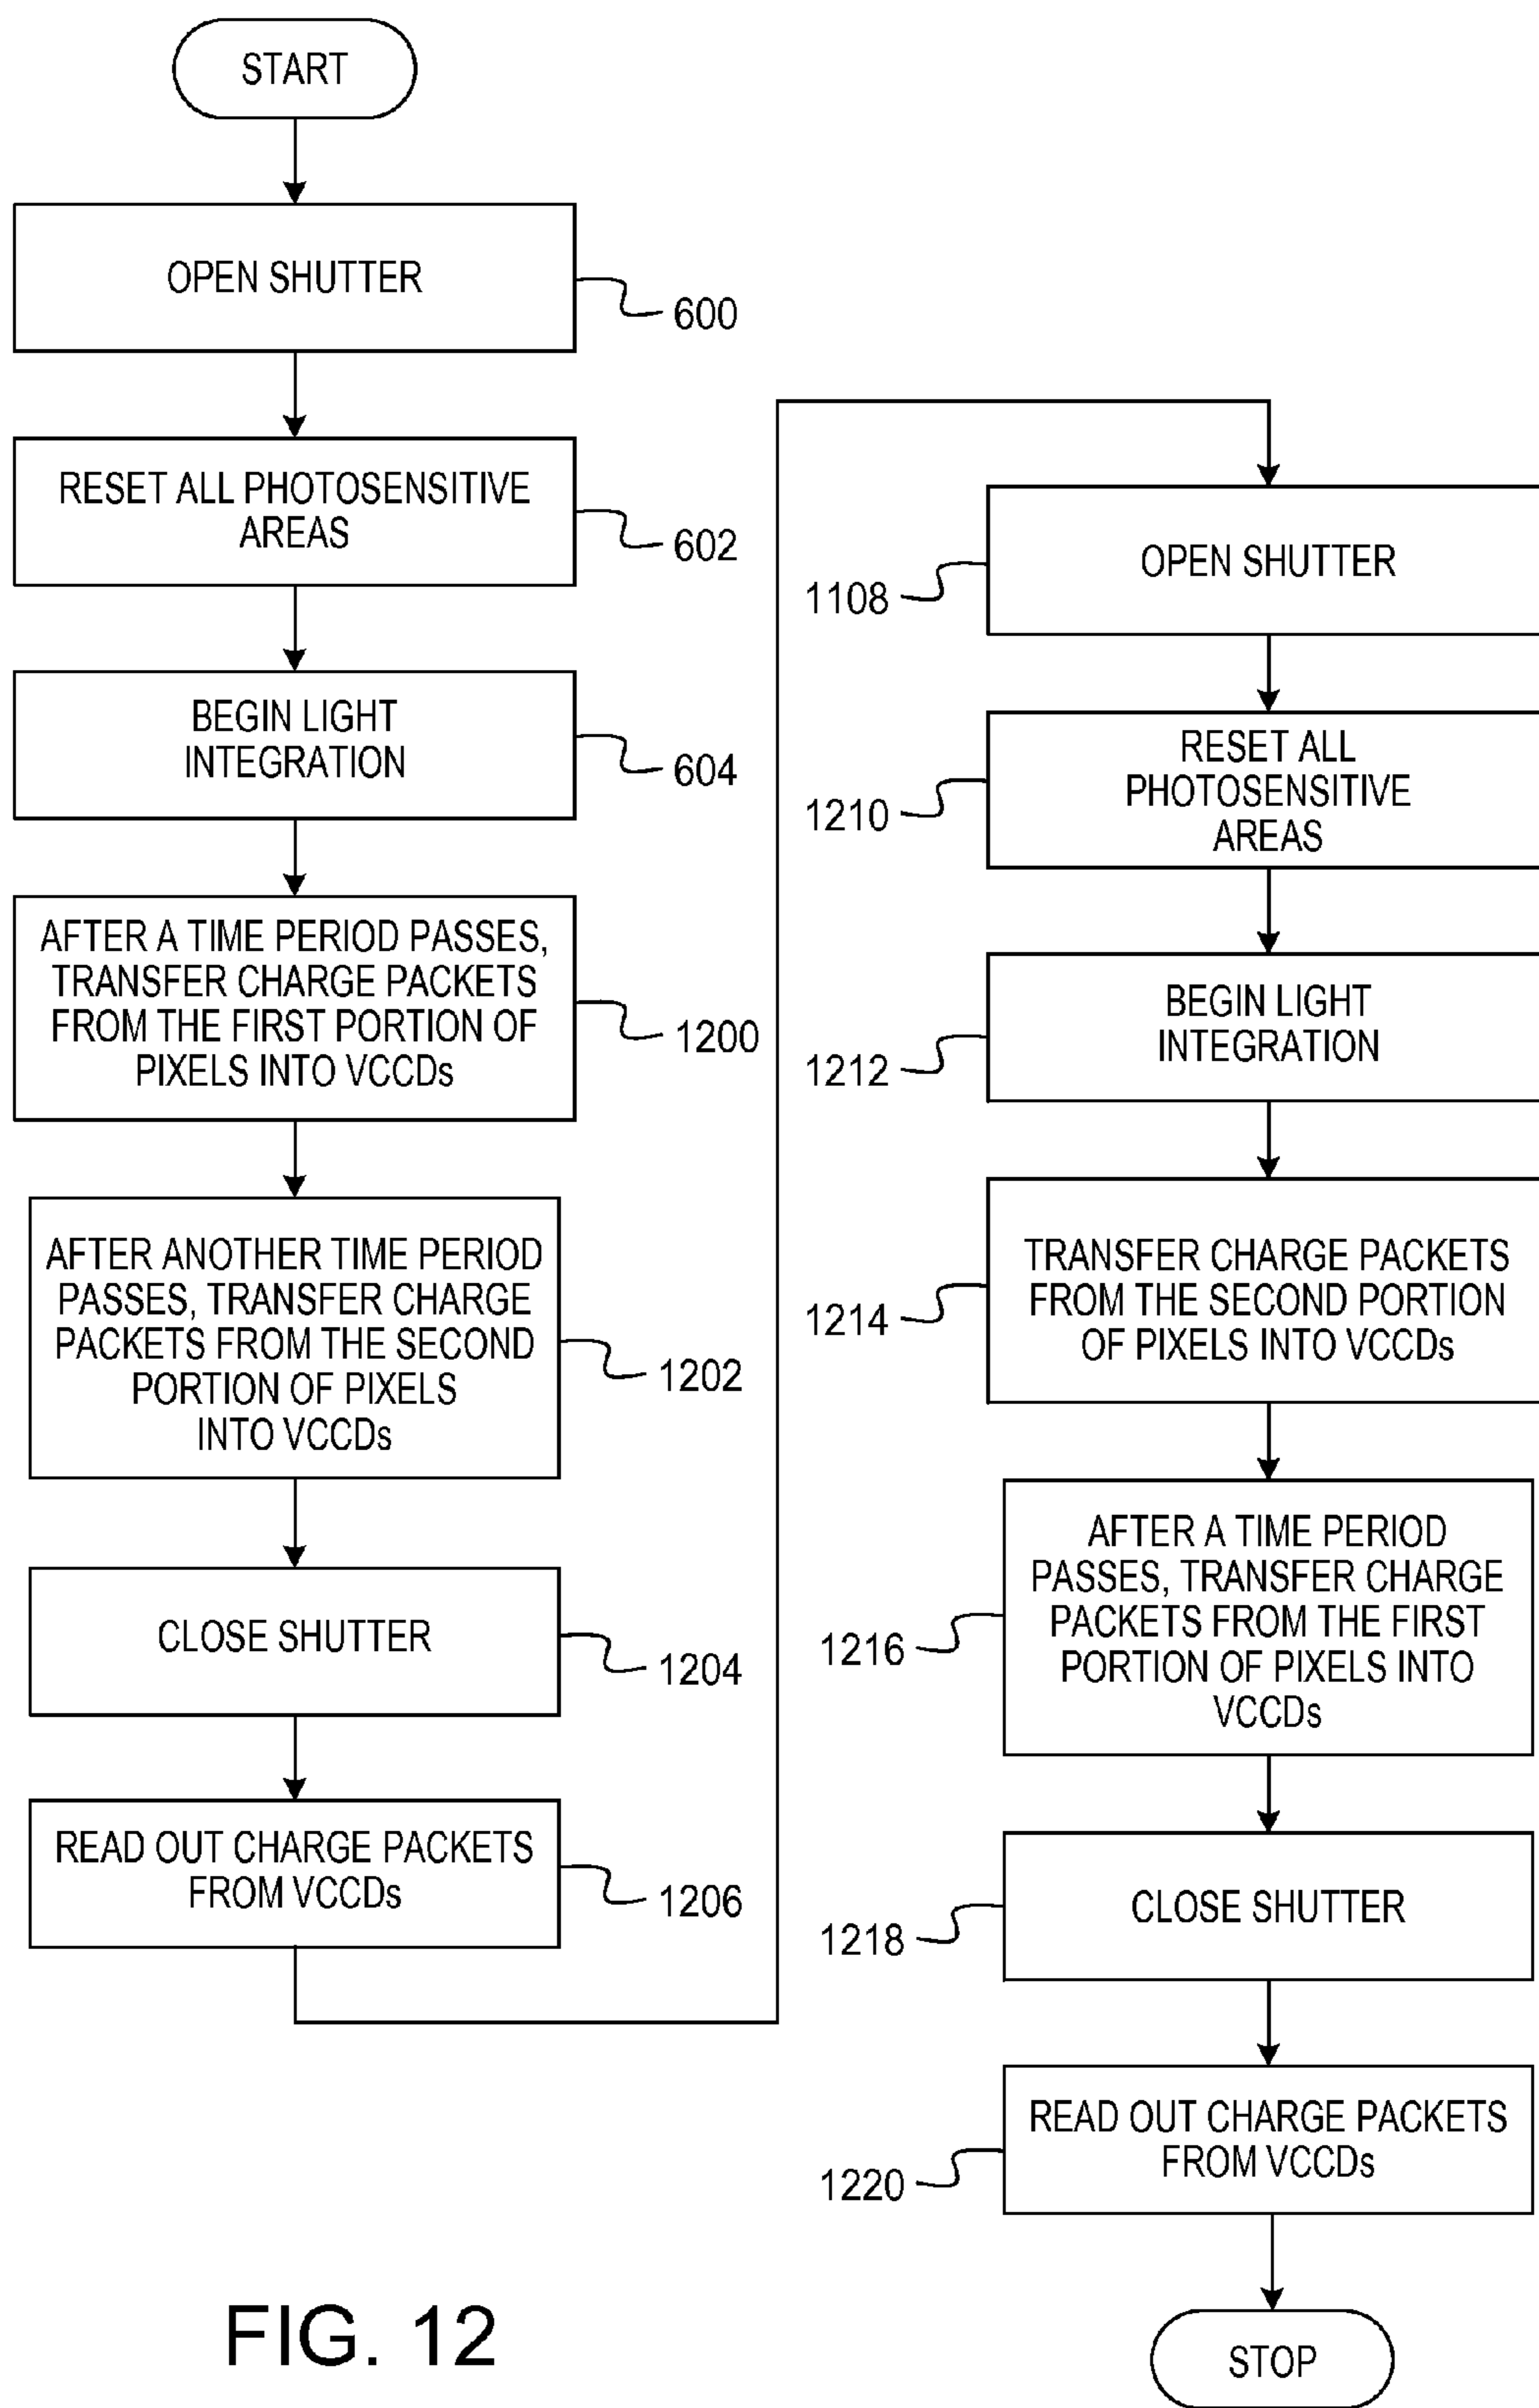 START
OPEN SHUTTER
600
RESET ALL PHOTOSENSITIVE
AREAS
602
BEGIN LIGHT
INTEGRATION
604
AFTER A TIME PERIOD PASSES,
TRANSFER CHARGE PACKETS
FROM THE FIRST PORTION OF
PIXELS INTO VCCDs
1200
AFTER ANOTHER TIME PERIOD
PASSES, TRANSFER CHARGE
PACKETS FROM THE SECOND
PORTION OF PIXELS
INTO VCCDs
1202
CLOSE SHUTTER
1204
READ OUT CHARGE PACKETS
FROM VCCDs
1206
OPEN SHUTTER
1108
RESET ALL
PHOTOSENSITIVE
AREAS
1210
BEGIN LIGHT
INTEGRATION
1212
TRANSFER CHARGE PACKETS
FROM THE SECOND PORTION
OF PIXELS INTO VCCDs
1214
AFTER A TIME PERIOD
PASSES, TRANSFER CHARGE
PACKETS FROM THE FIRST
PORTION OF PIXELS INTO
VCCDs
1216
CLOSE SHUTTER
1218
READ OUT CHARGE PACKETS
FROM VCCDs
1220
STOP
FIG. 12